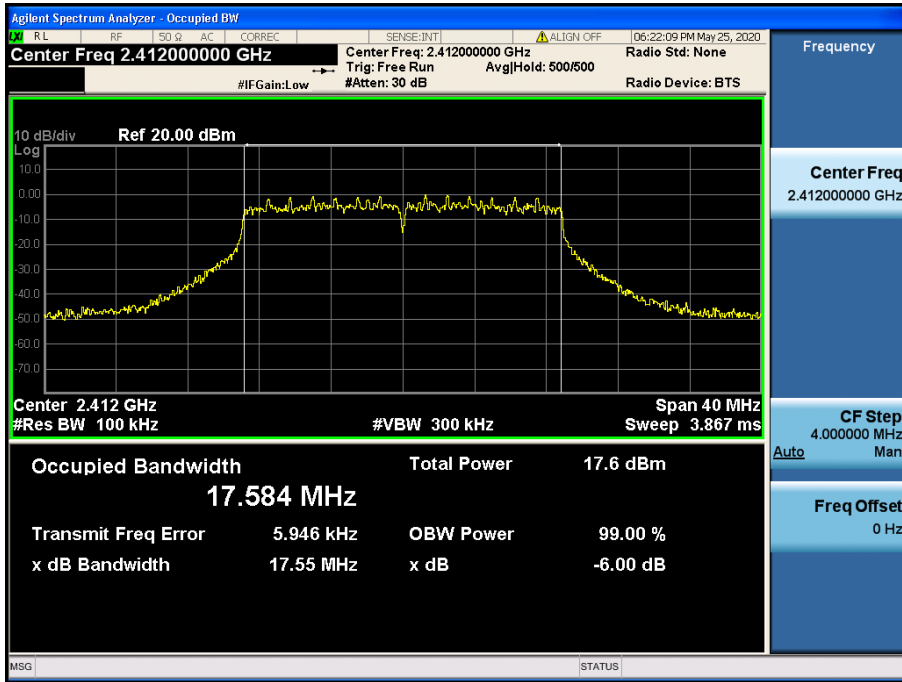 Agilent Spectrum Analyzer - Occupied BW
LXI RL RF 50 Ω AC CORREC SENSE:INT ALIGN OFF 06:22:09 PM May 25, 2020
Center Freq 2.412000000 GHz
Center Freq: 2.412000000 GHz Radio Std: None
Trig: Free Run Avg|Hold: 500/500
#IFGain:Low #Atten: 30 dB Radio Device: BTS
10 dB/div Ref 20.00 dBm
Log
10.0
0.00
-10.0
-20.0
-30.0
-40.0
-50.0
-60.0
-70.0
Center 2.412 GHz Span 40 MHz
#Res BW 100 kHz #VBW 300 kHz Sweep 3.867 ms
Occupied Bandwidth Total Power 17.6 dBm
17.584 MHz
Transmit Freq Error 5.946 kHz OBW Power 99.00 %
x dB Bandwidth 17.55 MHz x dB -6.00 dB
MSG STATUS
Frequency
Center Freq
2.412000000 GHz
CF Step
4.000000 MHz
Auto Man
Freq Offset
0 Hz